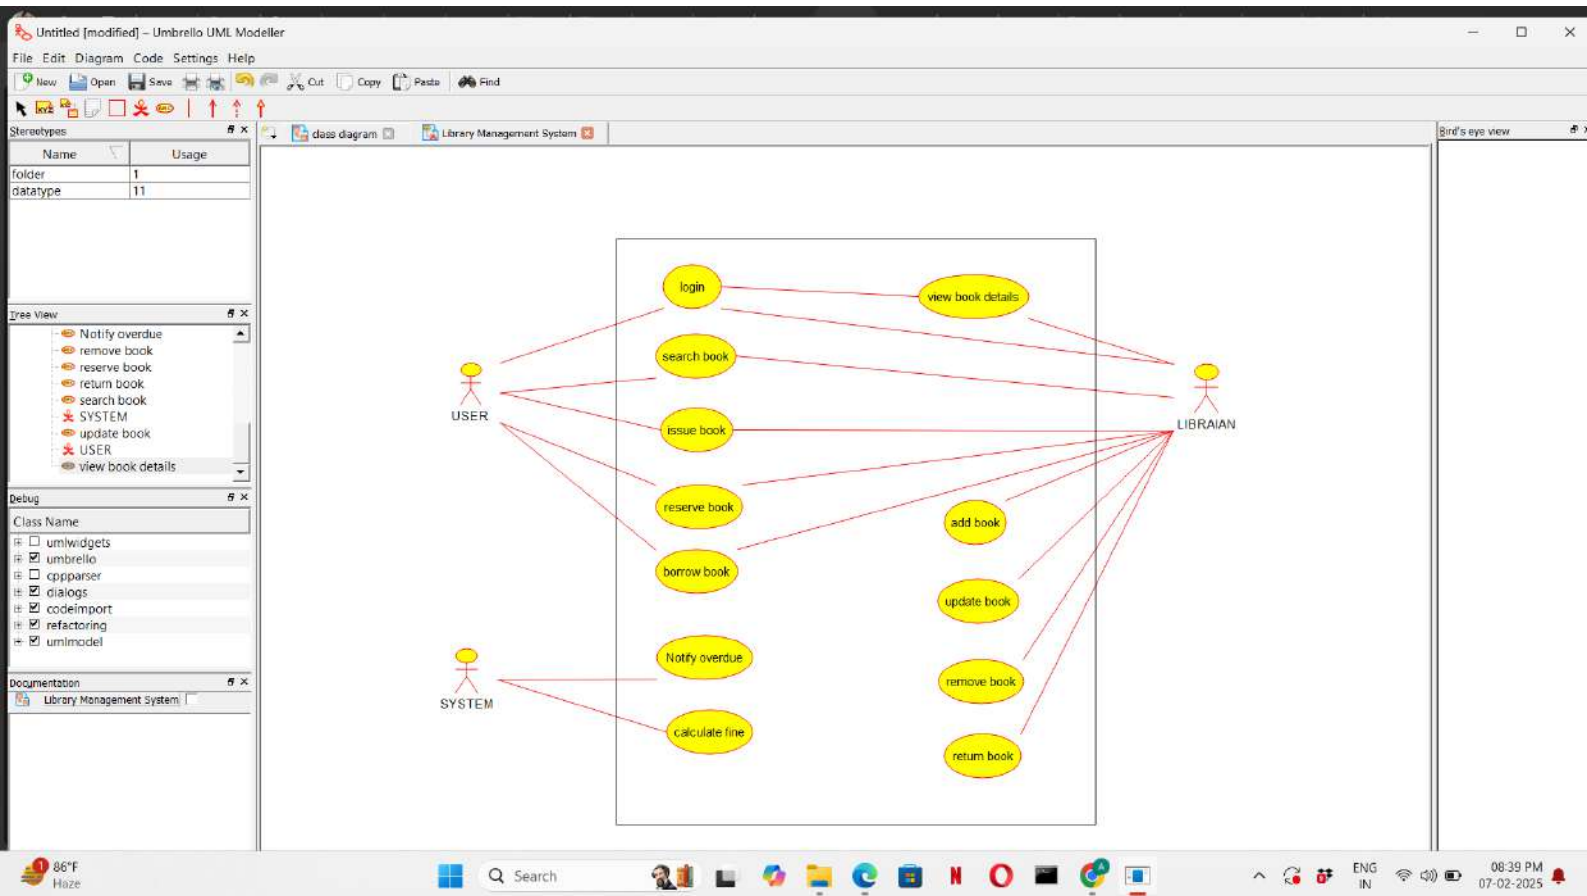 Untitled [modified] – Umbrello UML Modeller
File Edit Diagram Code Settings Help
New Open Save Cut Copy Paste Find
Stereotypes
class diagram
Library Management System
Bird's eye view
Name Usage
folder 1
datatype 11
login
view book details
search book
USER
issue book
LIBRAIAN
reserve book
add book
borrow book
update book
Notify overdue
remove book
SYSTEM
calculate fine
return book
Tree View
Notify overdue
remove book
reserve book
return book
search book
SYSTEM
update book
USER
view book details
Debug
Class Name
umlwidgets
umbrello
cppparser
dialogs
codeimport
refactoring
umlmodel
Documentation
Library Management System
1
86°F
Haze
Search
ENG
IN
08:39 PM
07-02-2025